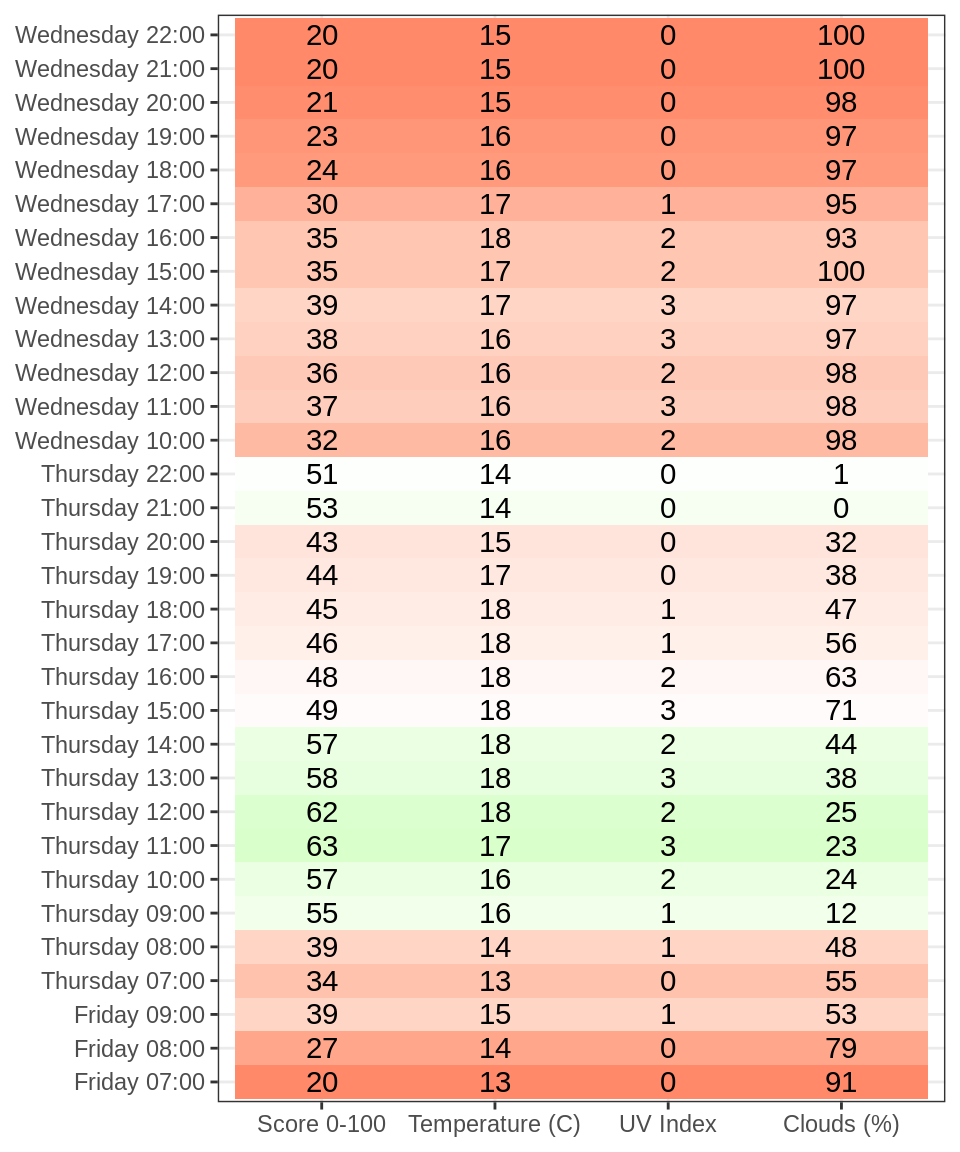 Wednesday 22:00 20 15 0 100
Wednesday 21:00 20 15 0 100
Wednesday 20:00 21 15 0 98
Wednesday 19:00 23 16 0 97
Wednesday 18:00 24 16 0 97
Wednesday 17:00 30 17 1 95
Wednesday 16:00 35 18 2 93
Wednesday 15:00 35 17 2 100
Wednesday 14:00 39 17 3 97
Wednesday 13:00 38 16 3 97
Wednesday 12:00 36 16 2 98
Wednesday 11:00 37 16 3 98
Wednesday 10:00 32 16 2 98
Thursday 22:00 51 14 0 1
Thursday 21:00 53 14 0 0
Thursday 20:00 43 15 0 32
Thursday 19:00 44 17 0 38
Thursday 18:00 45 18 1 47
Thursday 17:00 46 18 1 56
Thursday 16:00 48 18 2 63
Thursday 15:00 49 18 3 71
Thursday 14:00 57 18 2 44
Thursday 13:00 58 18 3 38
Thursday 12:00 62 18 2 25
Thursday 11:00 63 17 3 23
Thursday 10:00 57 16 2 24
Thursday 09:00 55 16 1 12
Thursday 08:00 39 14 1 48
Thursday 07:00 34 13 0 55
Friday 09:00 39 15 1 53
Friday 08:00 27 14 0 79
Friday 07:00 20 13 0 91
Score 0-100 Temperature (C) UV Index Clouds (%)